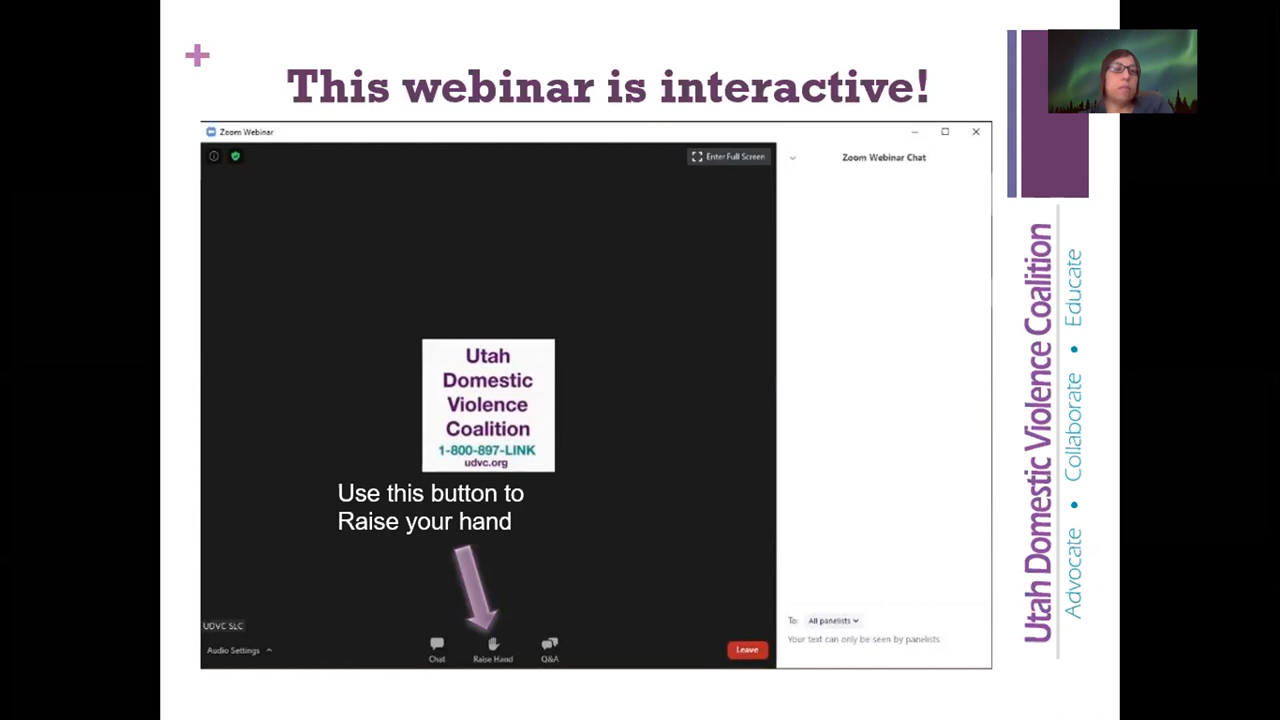 +
This webinar is interactive!
Zoom Webinar
Enter Full Screen
Zoom Webinar Chat
Utah
Domestic
Violence
Coalition
1-800-897-LINK
udvc.org
Use this button to
Raise your hand
UDVC SLC
Audio Settings
Chat
Raise Hand
Q&A
Leave
To: All panelists
Your text can only be seen by panelists
Utah Domestic Violence Coalition
Advocate • Collaborate • Educate